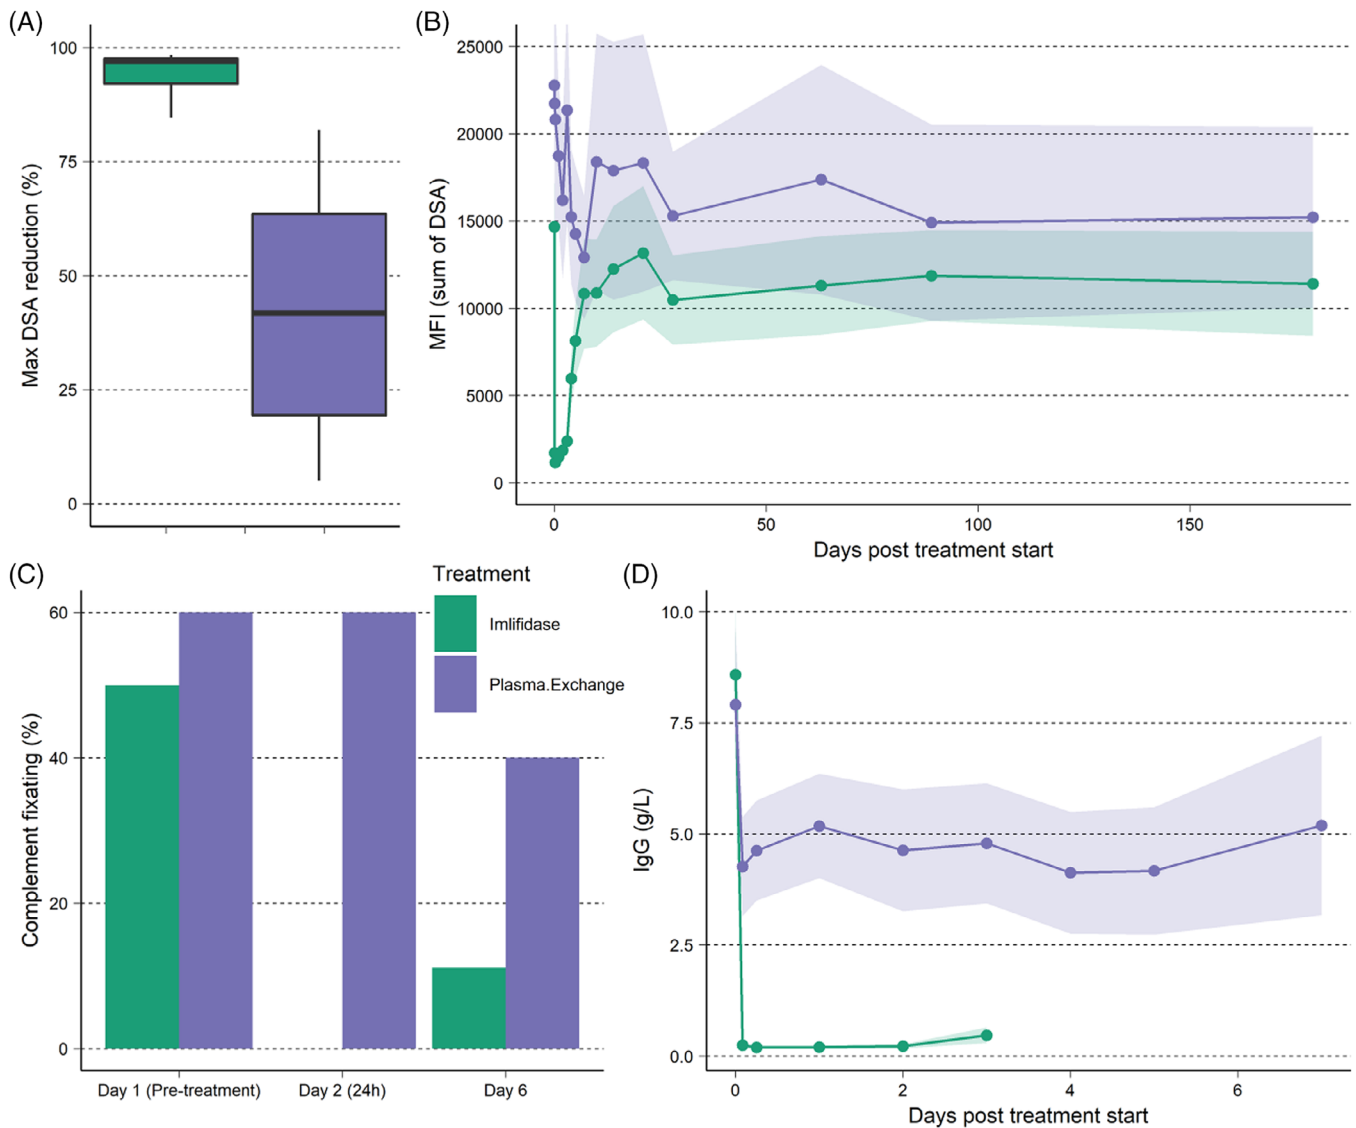 (A)
Max DSA reduction (%)
100
75
50
25
0
(B)
MFI (sum of DSA)
25000
20000
15000
10000
5000
0
0 50 100 150
Days post treatment start
(C)
Complement fixating (%)
60
40
20
0
Day 1 (Pre-treatment) Day 2 (24h) Day 6
Treatment
Imlifidase
Plasma.Exchange
(D)
IgG (g/L)
10.0
7.5
5.0
2.5
0.0
0 2 4 6
Days post treatment start